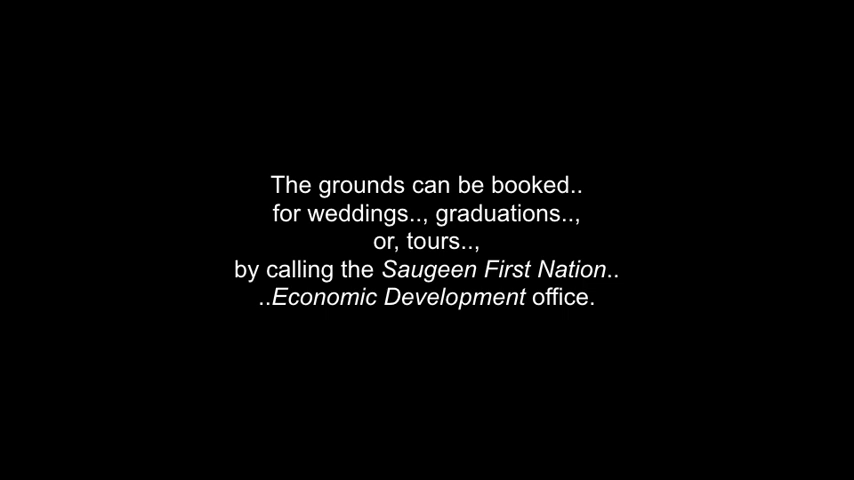 The grounds can be booked..
for weddings.., graduations..,
or, tours..,
by calling the Saugeen First Nation..
..Economic Development office.